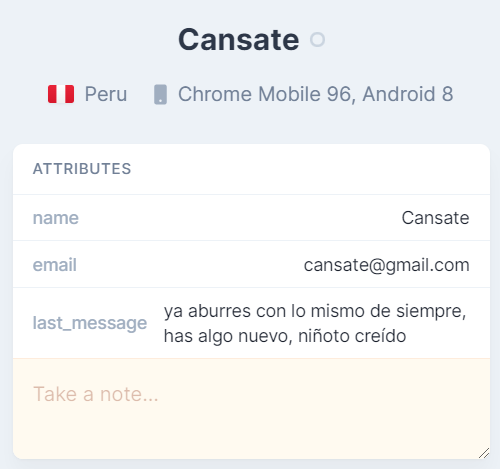 Cansate
Peru Chrome Mobile 96, Android 8
ATTRIBUTES
name Cansate
email cansate@gmail.com
last_message ya aburres con lo mismo de siempre,
has algo nuevo, niñoto creído
Take a note...